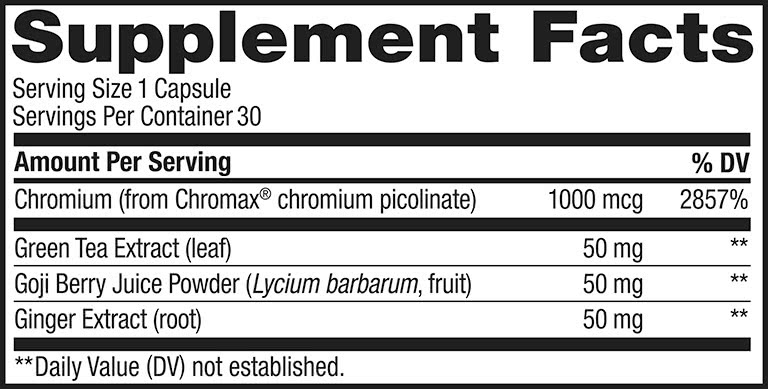 Supplement Facts
Serving Size 1 Capsule
Servings Per Container 30
Amount Per Serving % DV
Chromium (from Chromax® chromium picolinate) 1000 mcg 2857%
Green Tea Extract (leaf) 50 mg **
Goji Berry Juice Powder (Lycium barbarum, fruit) 50 mg **
Ginger Extract (root) 50 mg **
**Daily Value (DV) not established.